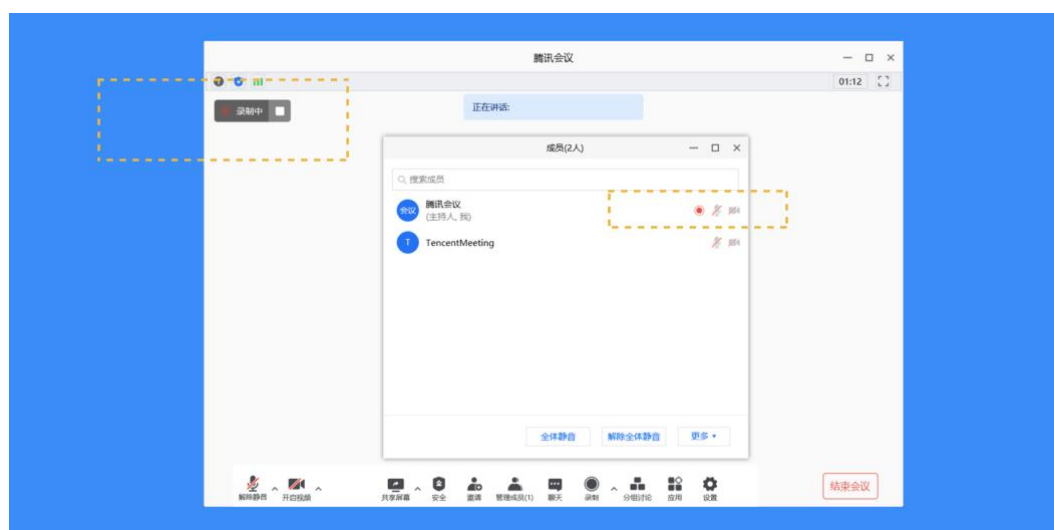 腾讯会议
01:12
录制中
正在讲话:
成员(2人)
搜索成员
会议
腾讯会议
(主持人, 我)
T
TencentMeeting
全体静音
解除全体静音
更多
解除静音
开启视频
共享屏幕
安全
邀请
管理成员(1)
聊天
录制
分组讨论
应用
设置
结束会议